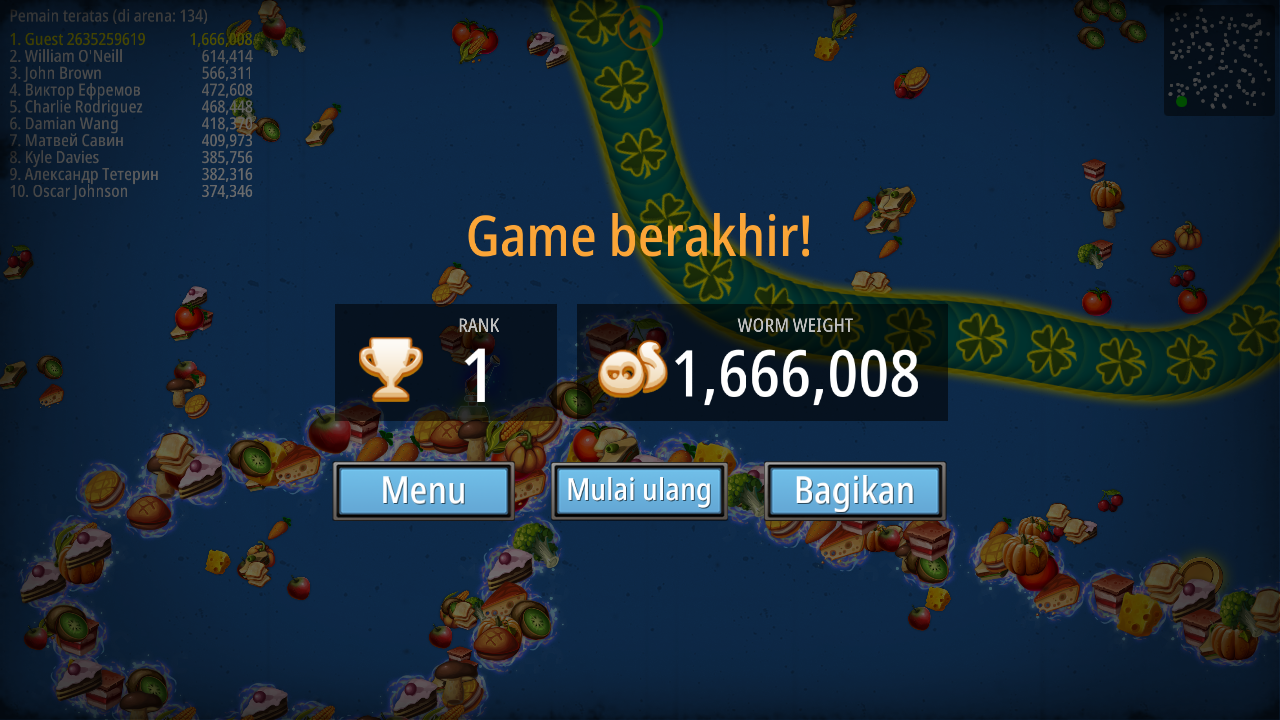 Pemain teratas (di arena: 134)
1. Guest 2635259619 1,666,008
2. William O'Neill 614,414
3. John Brown 566,311
4. Виктор Ефремов 472,608
5. Charlie Rodriguez 468,448
6. Damian Wang 418,370
7. Матвей Савин 409,973
8. Kyle Davies 385,756
9. Александр Тетерин 382,316
10. Oscar Johnson 374,346
Game berakhir!
RANK
1
WORM WEIGHT
1,666,008
Menu
Mulai ulang
Bagikan